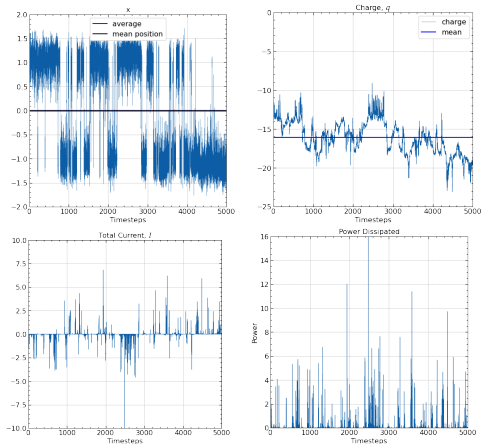 x
2.0
1.5
1.0
0.5
0.0
−0.5
−1.0
−1.5
−2.0
average
mean position
0 1000 2000 3000 4000 5000
Timesteps
Charge, q
0
−5
−10
−15
−20
−25
charge
mean
0 1000 2000 3000 4000 5000
Timesteps
Total Current, I
10.0
7.5
5.0
2.5
0.0
−2.5
−5.0
−7.5
−10.0
0 1000 2000 3000 4000 5000
Timesteps
Power Dissipated
Power
16
14
12
10
8
6
4
2
0
0 1000 2000 3000 4000 5000
Timesteps